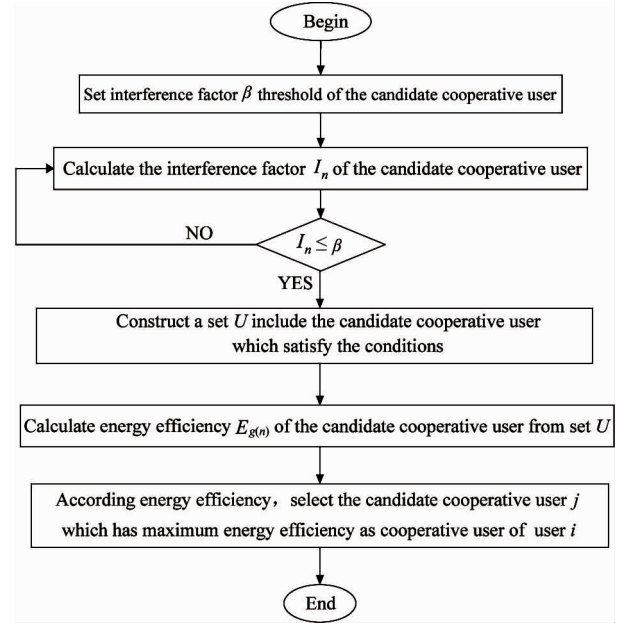 Begin
Set interference factor β threshold of the candidate cooperative user
Calculate the interference factor Iₙ of the candidate cooperative user
NO
Iₙ ≤ β
YES
Construct a set U include the candidate cooperative user
which satisfy the conditions
Calculate energy efficiency E_g(n) of the candidate cooperative user from set U
According energy efficiency, select the candidate cooperative user j
which has maximum energy efficiency as cooperative user of user i
End